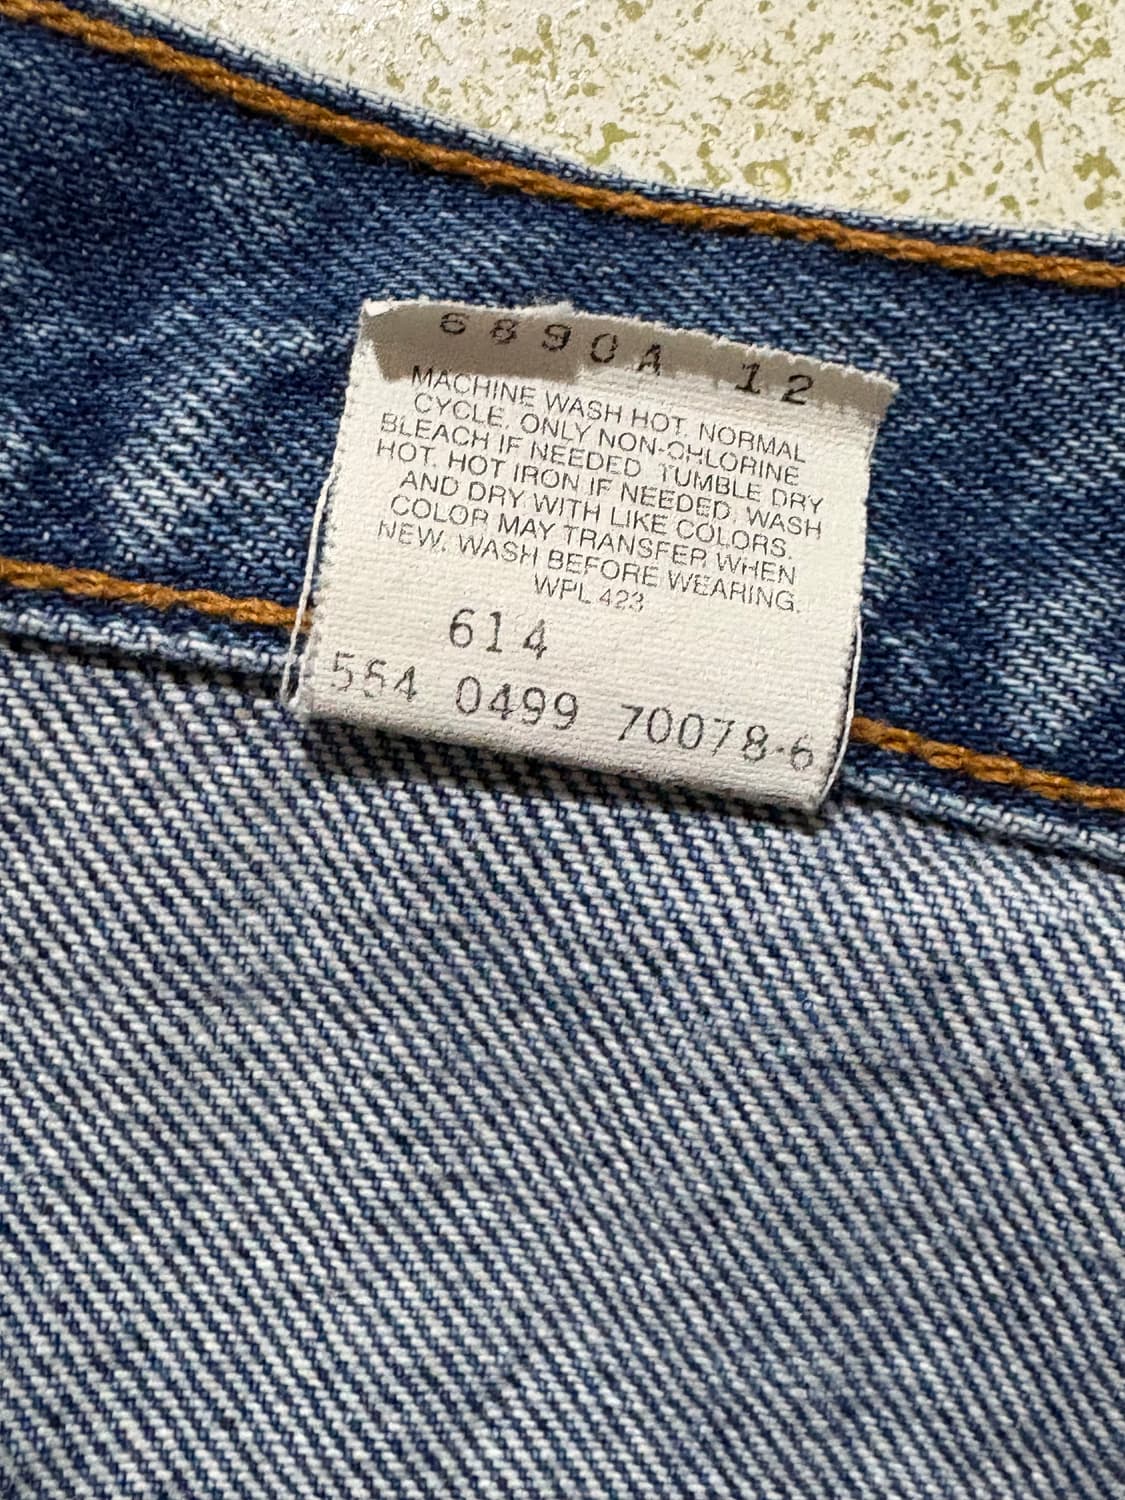 6890A 12
MACHINE WASH HOT, NORMAL
CYCLE. ONLY NON-CHLORINE
BLEACH IF NEEDED. TUMBLE DRY
HOT. HOT IRON IF NEEDED. WASH
AND DRY WITH LIKE COLORS.
COLOR MAY TRANSFER WHEN
NEW. WASH BEFORE WEARING.
WPL 423
614
554 0499 70078-6